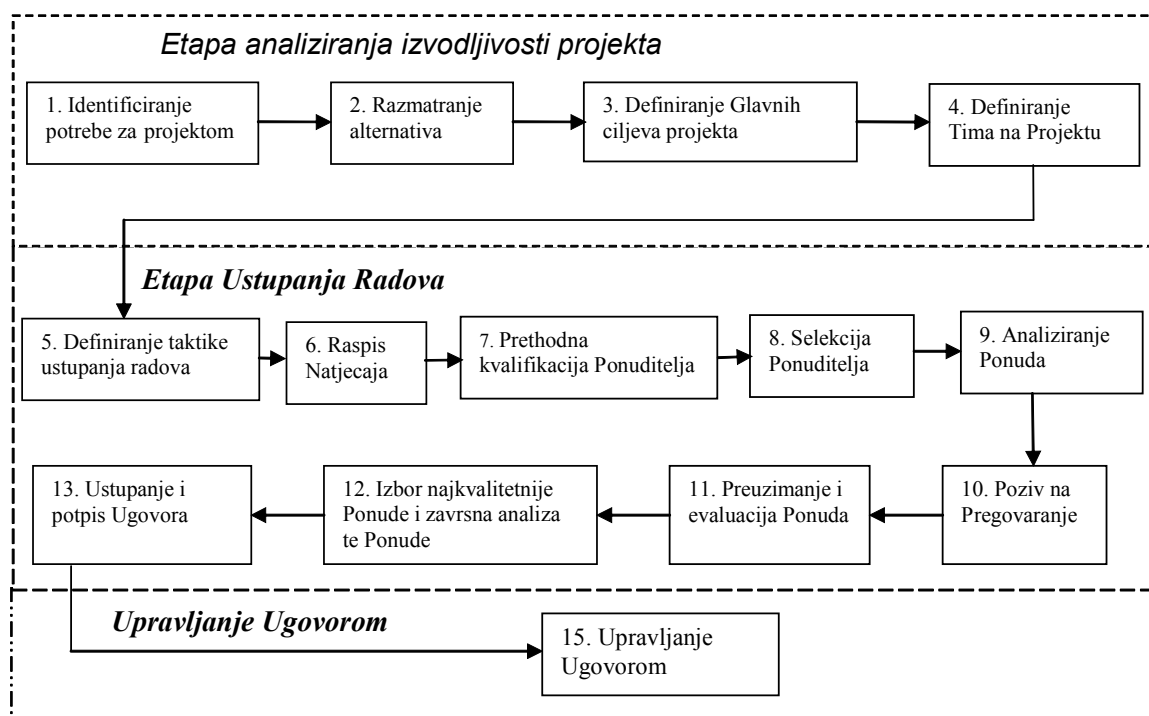 Etapa analiziranja izvodljivosti projekta
1. Identificiranje
potrebe za projektom
2. Razmatranje
alternativa
3. Definiranje Glavnih
ciljeva projekta
4. Definiranje
Tima na Projektu
Etapa Ustupanja Radova
5. Definiranje taktike
ustupanja radova
6. Raspis
Natjecaja
7. Prethodna
kvalifikacija Ponuditelja
8. Selekcija
Ponuditelja
9. Analiziranje
Ponuda
10. Poziv na
Pregovaranje
11. Preuzimanje i
evaluacija Ponuda
12. Izbor najkvalitetnije
Ponude i zavrsna analiza
te Ponude
13. Ustupanje i
potpis Ugovora
Upravljanje Ugovorom
15. Upravljanje
Ugovorom